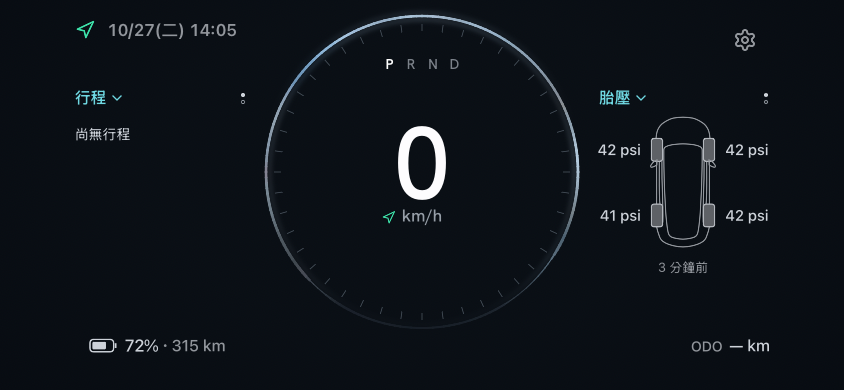 10/27(二) 14:05
P R N D
行程
尚無行程
0
km/h
胎壓
42 psi 42 psi
41 psi 42 psi
3 分鐘前
72% · 315 km
ODO — km